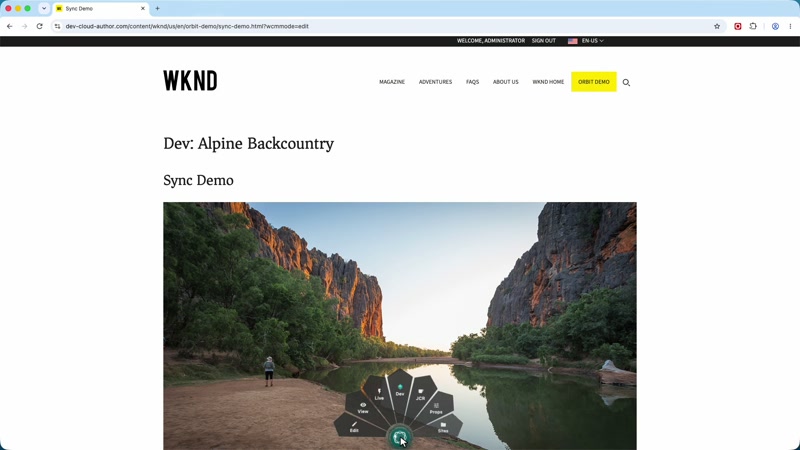 Sync Demo
dev-cloud-author.com/content/wknd/us/en/orbit-demo/sync-demo.html?wcmmode=edit
WELCOME, ADMINISTRATOR SIGN OUT EN-US
WKND
MAGAZINE ADVENTURES FAQS ABOUT US WKND HOME ORBIT DEMO
Dev: Alpine Backcountry
Sync Demo
Edit View Live Dev JCR Props Sites